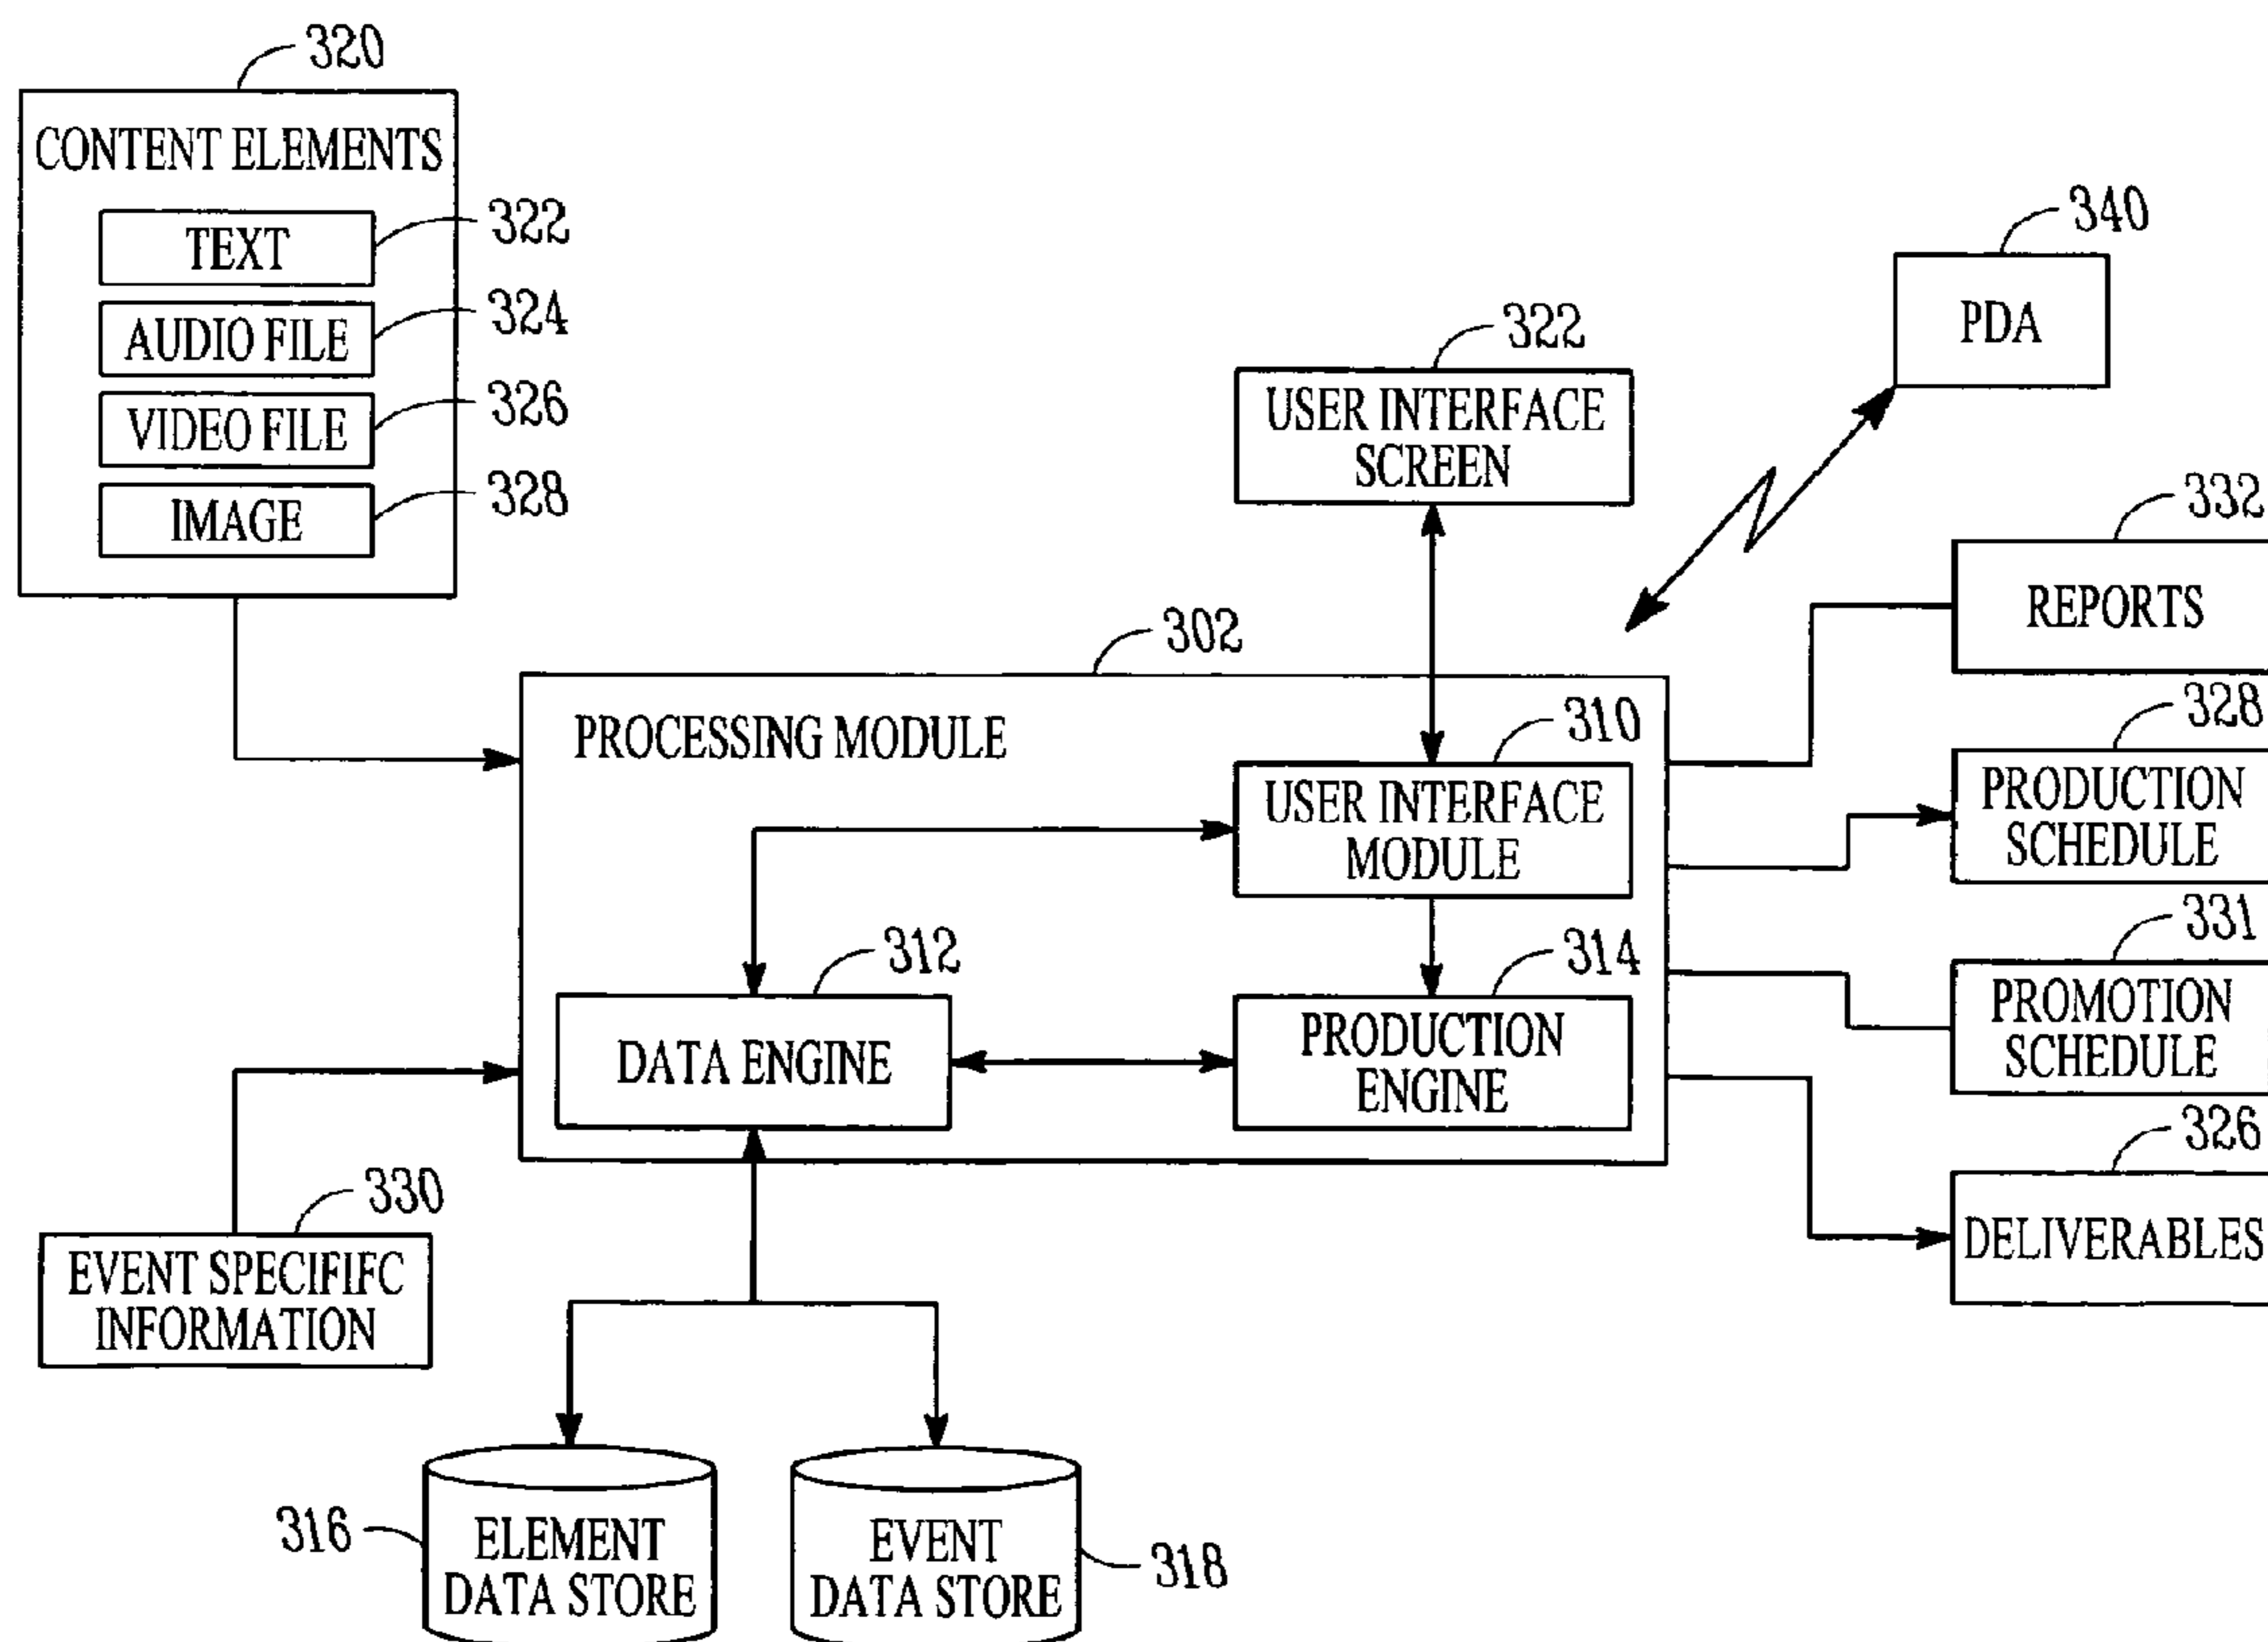 320
CONTENT ELEMENTS
TEXT
322
AUDIO FILE
324
VIDEO FILE
326
IMAGE
328
340
PDA
322
USER INTERFACE
SCREEN
332
REPORTS
302
PROCESSING MODULE
310
USER INTERFACE
MODULE
328
PRODUCTION
SCHEDULE
312
DATA ENGINE
314
PRODUCTION
ENGINE
331
PROMOTION
SCHEDULE
326
DELIVERABLES
330
EVENT SPECIFIFC
INFORMATION
316
ELEMENT
DATA STORE
EVENT
DATA STORE
318